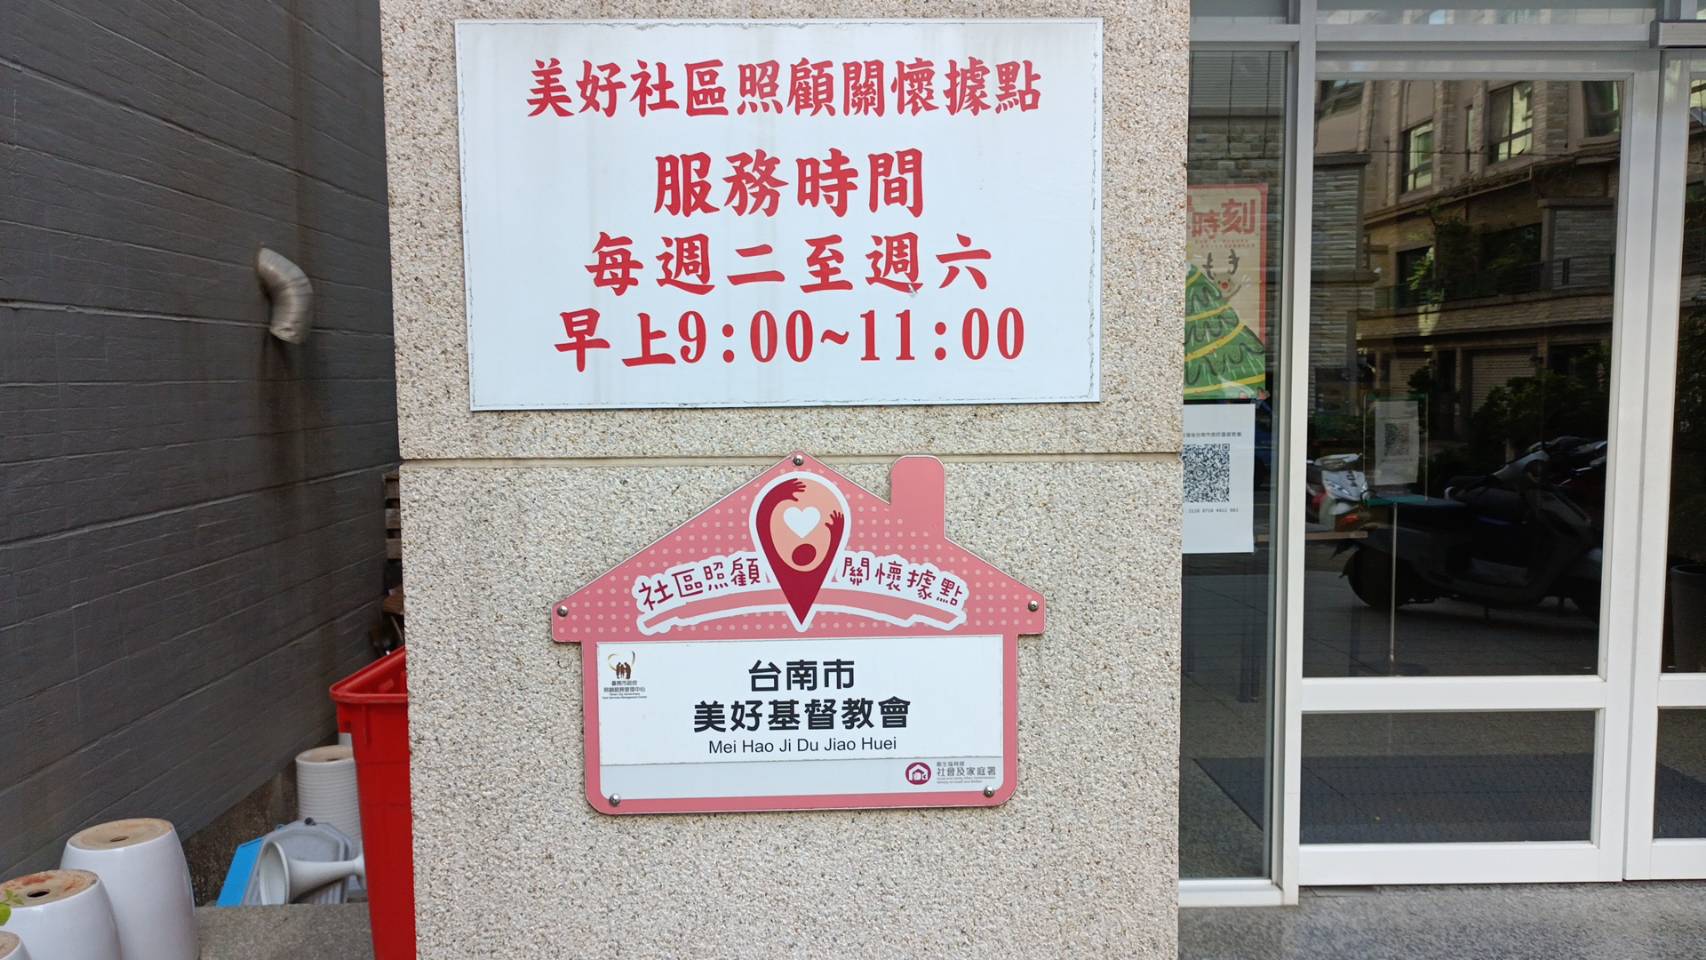 美好社區照顧關懷據點
服務時間
每週二至週六
早上9:00~11:00
社區照顧 關懷據點
台南市
美好基督教會
Mei Hao Ji Du Jiao Huei
社會及家庭署
時刻